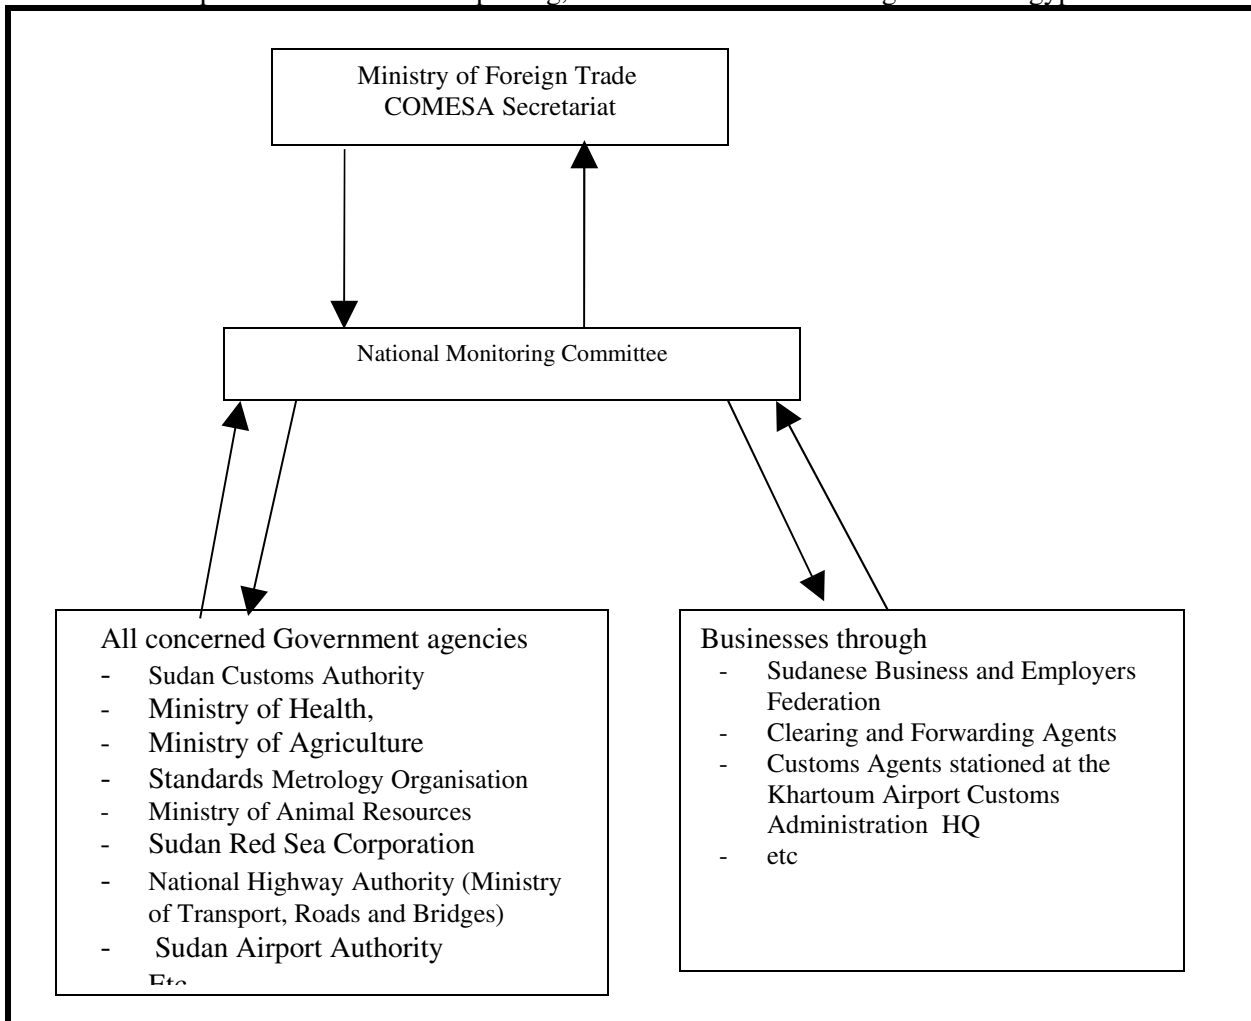 Ministry of Foreign Trade
COMESA Secretariat
National Monitoring Committee
All concerned Government agencies
- Sudan Customs Authority
- Ministry of Health,
- Ministry of Agriculture
- Standards Metrology Organisation
- Ministry of Animal Resources
- Sudan Red Sea Corporation
- National Highway Authority (Ministry
of Transport, Roads and Bridges)
- Sudan Airport Authority
Etc
Businesses through
- Sudanese Business and Employers
Federation
- Clearing and Forwarding Agents
- Customs Agents stationed at the
Khartoum Airport Customs
Administration HQ
- etc